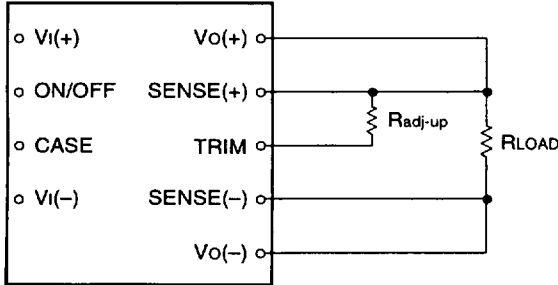 VI(+) VO(+)
ON/OFF SENSE(+)
Radj-up
CASE TRIM RLOAD
VI(–) SENSE(–)
VO(–)